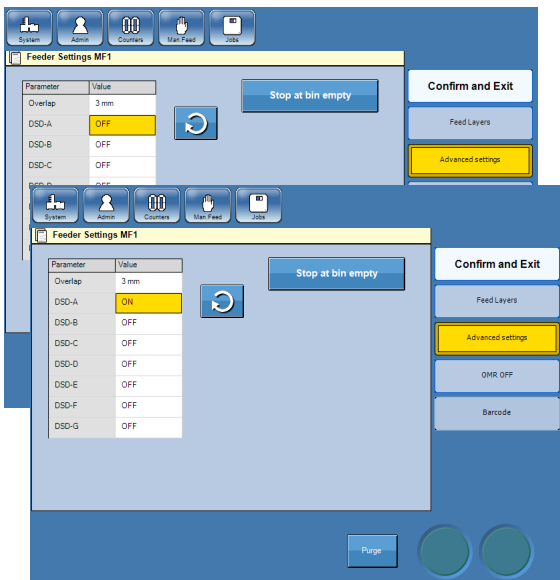 System Admin Counters Man.Feed Jobs
Feeder Settings MF1
Parameter Value
Overlap 3 mm
DSD-A OFF
DSD-B OFF
DSD-C OFF
Stop at bin empty
Confirm and Exit
Feed Layers
Advanced settings
System Admin Counters Man.Feed Jobs
Feeder Settings MF1
Parameter Value
Overlap 3 mm
DSD-A ON
DSD-B OFF
DSD-C OFF
DSD-D OFF
DSD-E OFF
DSD-F OFF
DSD-G OFF
Stop at bin empty
Confirm and Exit
Feed Layers
Advanced settings
OMR OFF
Barcode
Purge